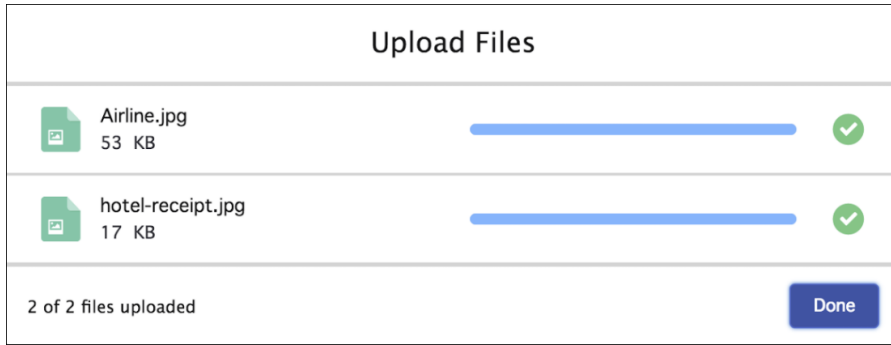 Upload Files
Airline.jpg
53 KB
hotel-receipt.jpg
17 KB
2 of 2 files uploaded
Done